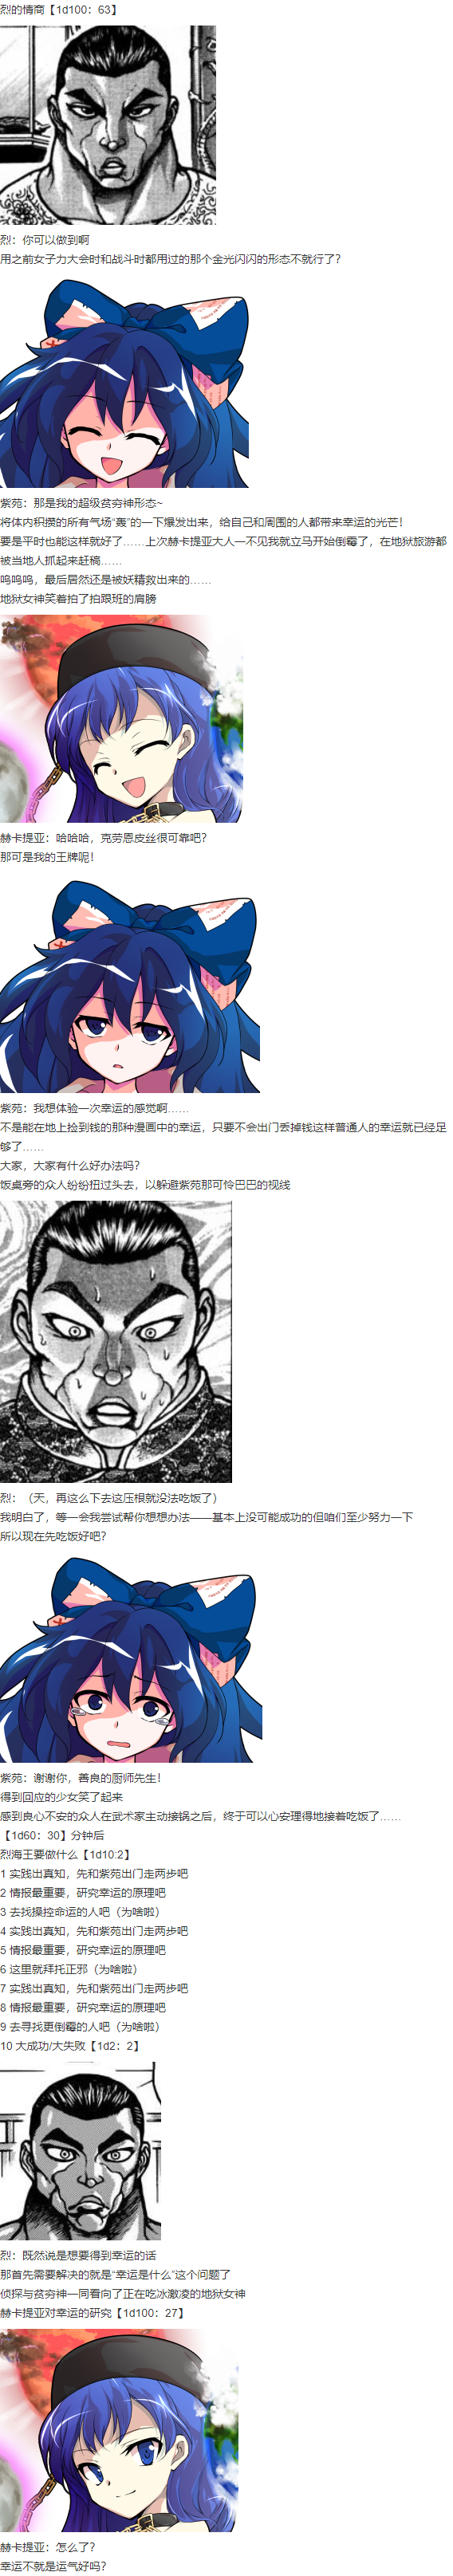 烈的情商【1d100：63】
烈：你可以做到啊
用之前女子力大会时和战斗时都用过的那个金光闪闪的形态不就行了？
紫苑：那是我的超级贫穷神形态~
将体内积攒的所有气场“轰”的一下爆发出来，给自己和周围的人都带来幸运的光芒！
要是平时也能这样就好了……上次赫卡提亚大人一不见我就立马开始倒霉了，在地狱旅游都
被当地人抓起来赶稿……
呜呜呜，最后居然还是被妖精救出来的……
地狱女神笑着拍了拍跟班的肩膀
赫卡提亚：哈哈哈，克劳恩皮丝很可靠吧？
那可是我的王牌呢！
紫苑：我想体验一次幸运的感觉啊……
不是能在地上捡到钱的那种漫画中的幸运，只要不会出门丢掉钱这样普通人的幸运就已经足
够了……
大家，大家有什么好办法吗？
饭桌旁的众人纷纷扭过头去，以躲避紫苑那可怜巴巴的视线
烈：（天，再这么下去这压根就没法吃饭了）
我明白了，等一会我尝试帮你想想办法——基本上没可能成功的但咱们至少努力一下
所以现在先吃饭好吧？
紫苑：谢谢你，善良的厨师先生！
得到回应的少女笑了起来
感到良心不安的众人在武术家主动接锅之后，终于可以心安理得地接着吃饭了……
【1d60：30】分钟后
烈海王要做什么【1d10:2】
1 实践出真知，先和紫苑出门走两步吧
2 情报最重要，研究幸运的原理吧
3 去找操控命运的人吧（为啥啦）
4 实践出真知，先和紫苑出门走两步吧
5 情报最重要，研究幸运的原理吧
6 这里就拜托正邪（为啥啦）
7 实践出真知，先和紫苑出门走两步吧
8 情报最重要，研究幸运的原理吧
9 去寻找更倒霉的人吧（为啥啦）
10 大成功/大失败【1d2：2】
烈：既然说是想要得到幸运的话
那首先需要解决的就是“幸运是什么”这个问题了
侦探与贫穷神一同看向了正在吃冰激凌的地狱女神
赫卡提亚对幸运的研究【1d100：27】
赫卡提亚：怎么了？
幸运不就是运气好吗？